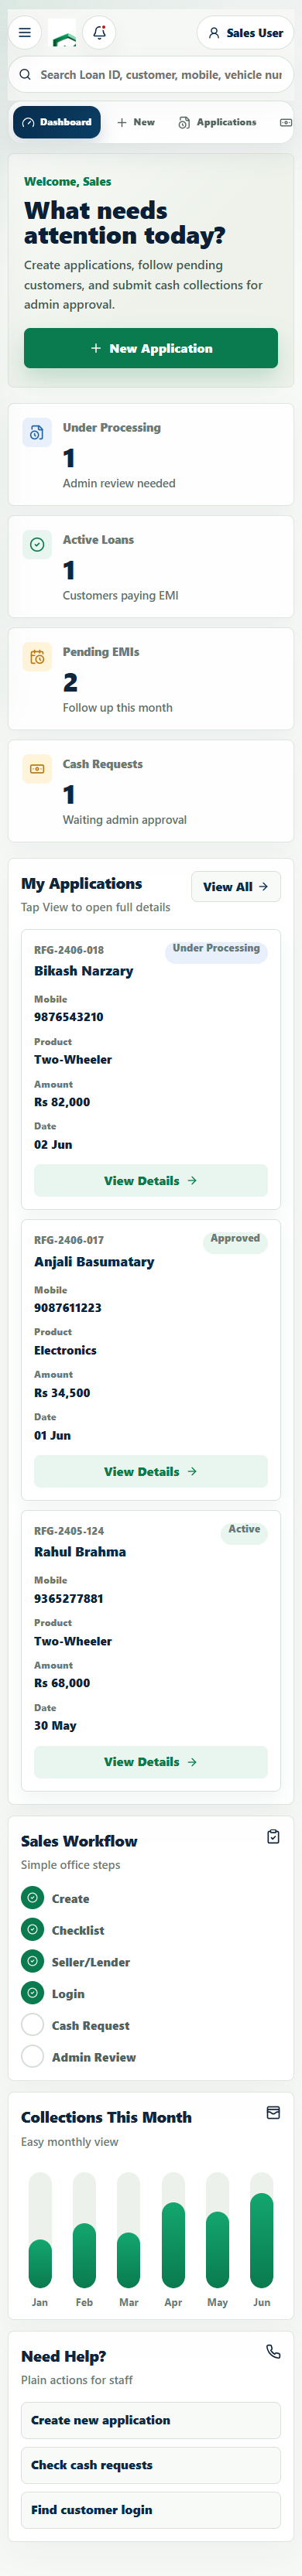 Sales User
Search Loan ID, customer, mobile, vehicle num
Dashboard
New
Applications
Welcome, Sales
What needs
attention today?
Create applications, follow pending
customers, and submit cash collections for
admin approval.
New Application
Under Processing
1
Admin review needed
Active Loans
1
Customers paying EMI
Pending EMIs
2
Follow up this month
Cash Requests
1
Waiting admin approval
My Applications
View All
Tap View to open full details
RFG-2406-018
Under Processing
Bikash Narzary
Mobile
9876543210
Product
Two-Wheeler
Amount
Rs 82,000
Date
02 Jun
View Details
RFG-2406-017
Approved
Anjali Basumatary
Mobile
9087611223
Product
Electronics
Amount
Rs 34,500
Date
01 Jun
View Details
RFG-2405-124
Active
Rahul Brahma
Mobile
9365277881
Product
Two-Wheeler
Amount
Rs 68,000
Date
30 May
View Details
Sales Workflow
Simple office steps
Create
Checklist
Seller/Lender
Login
Cash Request
Admin Review
Collections This Month
Easy monthly view
Jan Feb Mar Apr May Jun
Need Help?
Plain actions for staff
Create new application
Check cash requests
Find customer login